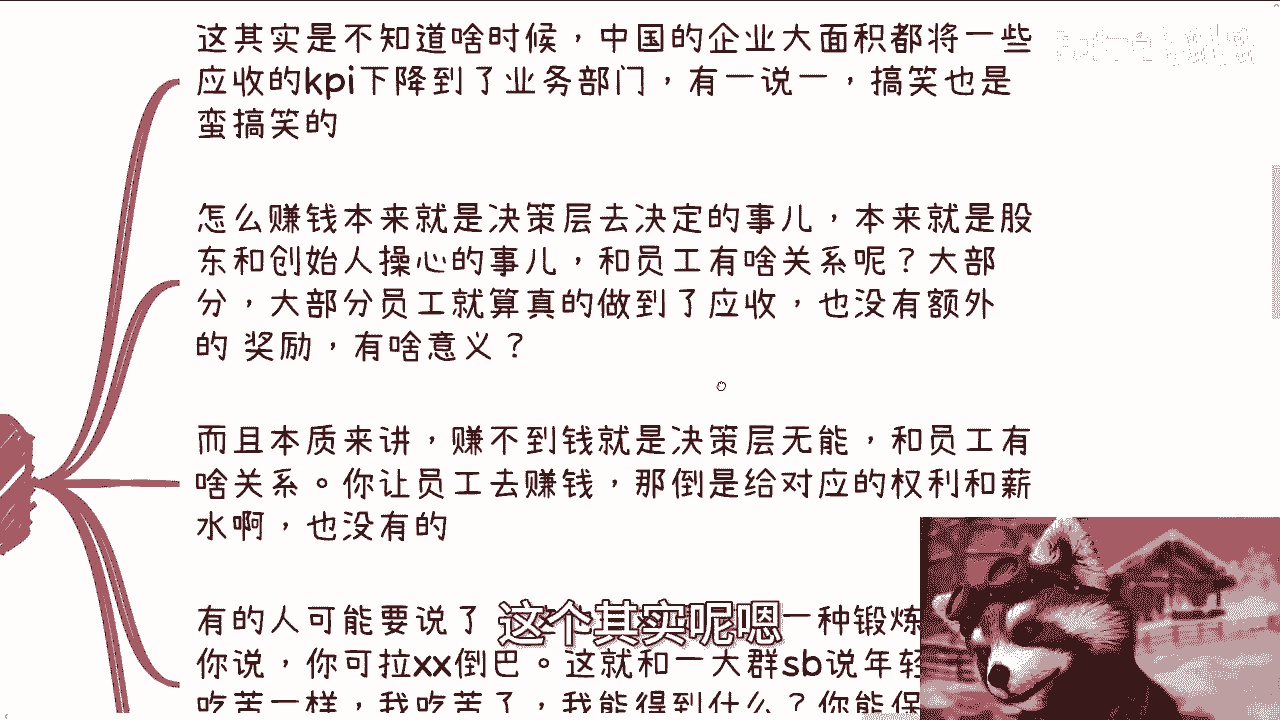 这其实是不知道啥时候，中国的企业大面积都将一些
应收的kpi下降到了业务部门，有一说一，搞笑也是
蛮搞笑的
怎么赚钱本来就是决策层去决定的事儿，本来就是股
东和创始人操心的事儿，和员工有啥关系呢？大部
分，大部分员工就算真的做到了应收，也没有额外
的 奖励，有啥意义？
而且本质来讲，赚不到钱就是决策层无能，和员工有
啥关系。你让员工去赚钱，那倒是给对应的权利和薪
水啊，也没有的
有的人可能要说了 一种锻炼
这个其实呢嗯
你说，你可拉xx倒巴。这就和一大群sb说年轻
吃苦一样，我吃苦了，我能得到什么？你能保